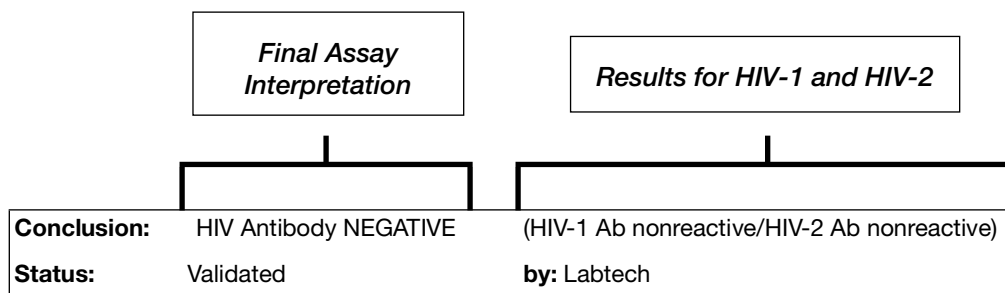 Final Assay
Interpretation
Results for HIV-1 and HIV-2
Conclusion: HIV Antibody NEGATIVE (HIV-1 Ab nonreactive/HIV-2 Ab nonreactive)
Status: Validated by: Labtech